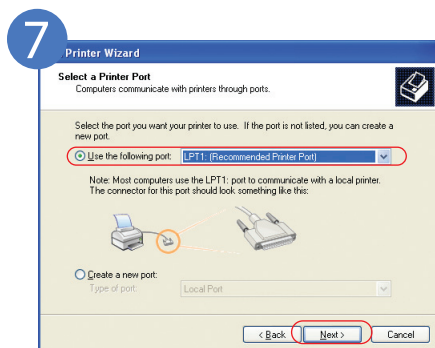 7
Printer Wizard
Select a Printer Port
Computers communicate with printers through ports.
Select the port you want your printer to use. If the port is not listed, you can create a
new port.
Use the following port: LPT1: (Recommended Printer Port)
Note: Most computers use the LPT1: port to communicate with a local printer.
The connector for this port should look something like this:
Create a new port:
Type of port: Local Port
< Back Next > Cancel